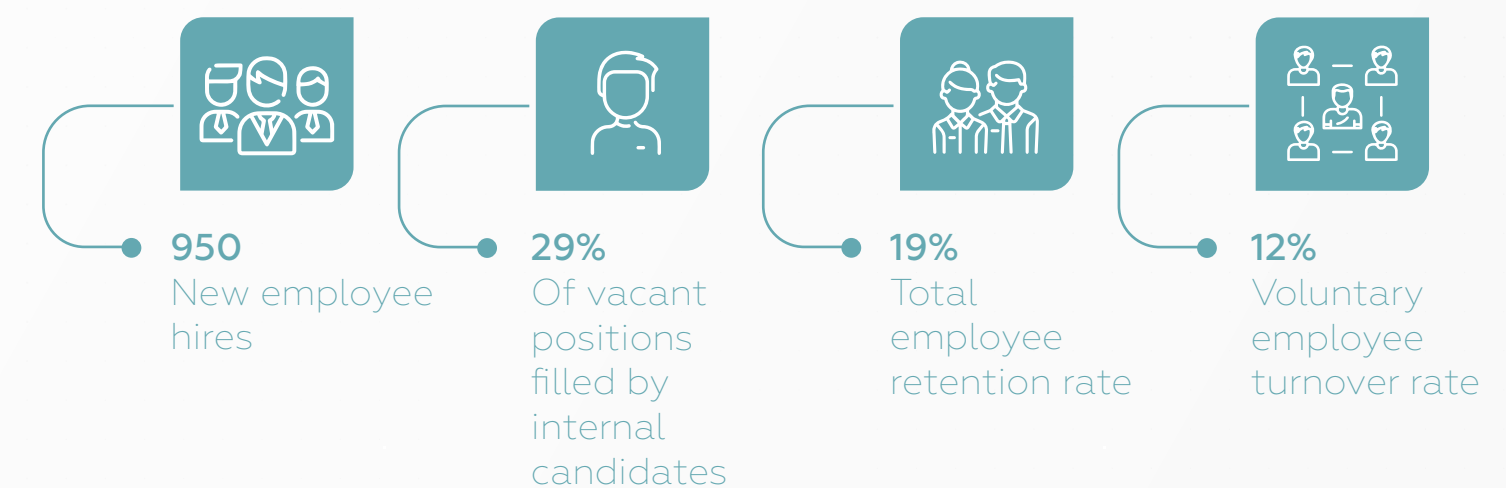 950
New employee
hires
29%
Of vacant
positions
filled by
internal
candidates
19%
Total
employee
retention rate
12%
Voluntary
employee
turnover rate